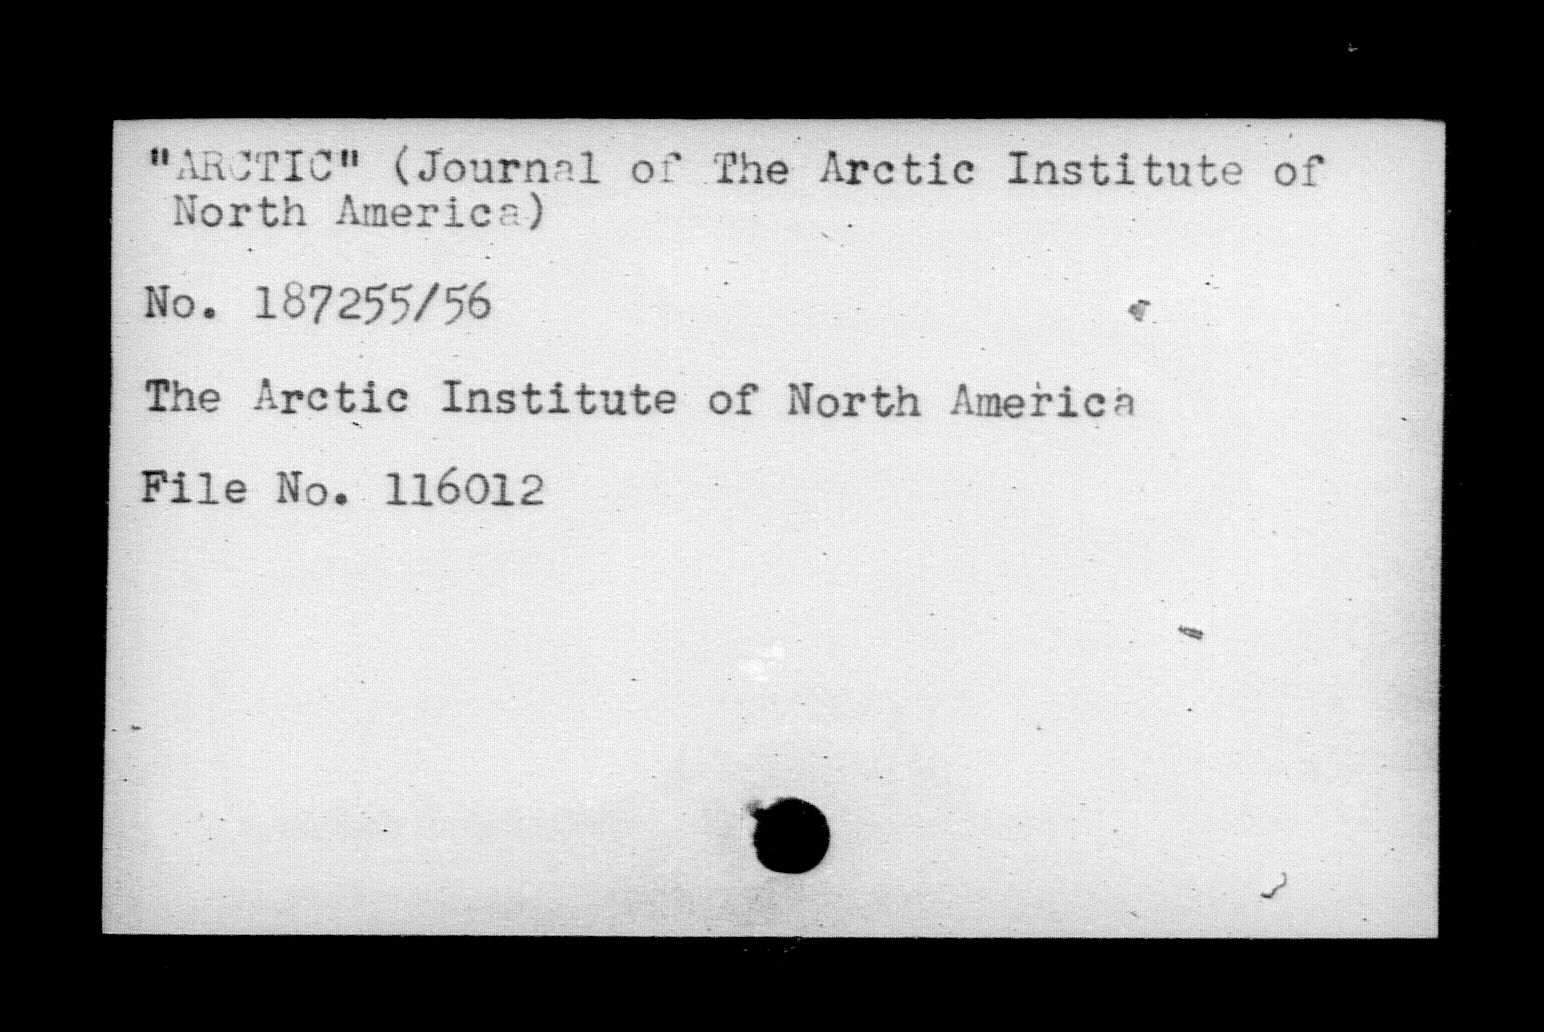 "ARCTIC" (Journal of The Arctic Institute of
North America)
No. 187255/56
The Arctic Institute of North America
File No. 116012